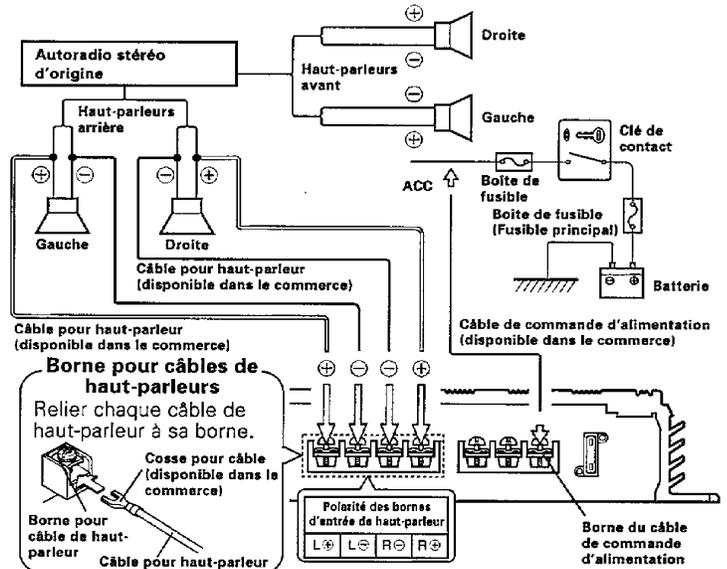 Autoradio stéréo
d'origine
Haut-parleurs
avant
Droite
Gauche
Haut-parleurs
arrière
Gauche
Droite
ACC
Boîte de
fusible
Clé de
contact
Boîte de fusible
(Fusible principal)
Batterie
Câble pour haut-parleur
(disponible dans le commerce)
Câble pour haut-parleur
(disponible dans le commerce)
Câble de commande d'alimentation
(disponible dans le commerce)
Borne pour câbles de
haut-parleurs
Relier chaque câble de
haut-parleur à sa borne.
Cosse pour câble
(disponible dans le
commerce)
Borne pour
câble de haut-
parleur
Câble pour haut-parleur
Polarité des bornes
d'entrée de haut-parleur
L⊕ L⊖ R⊖ R⊕
Borne du câble
de commande
d'alimentation